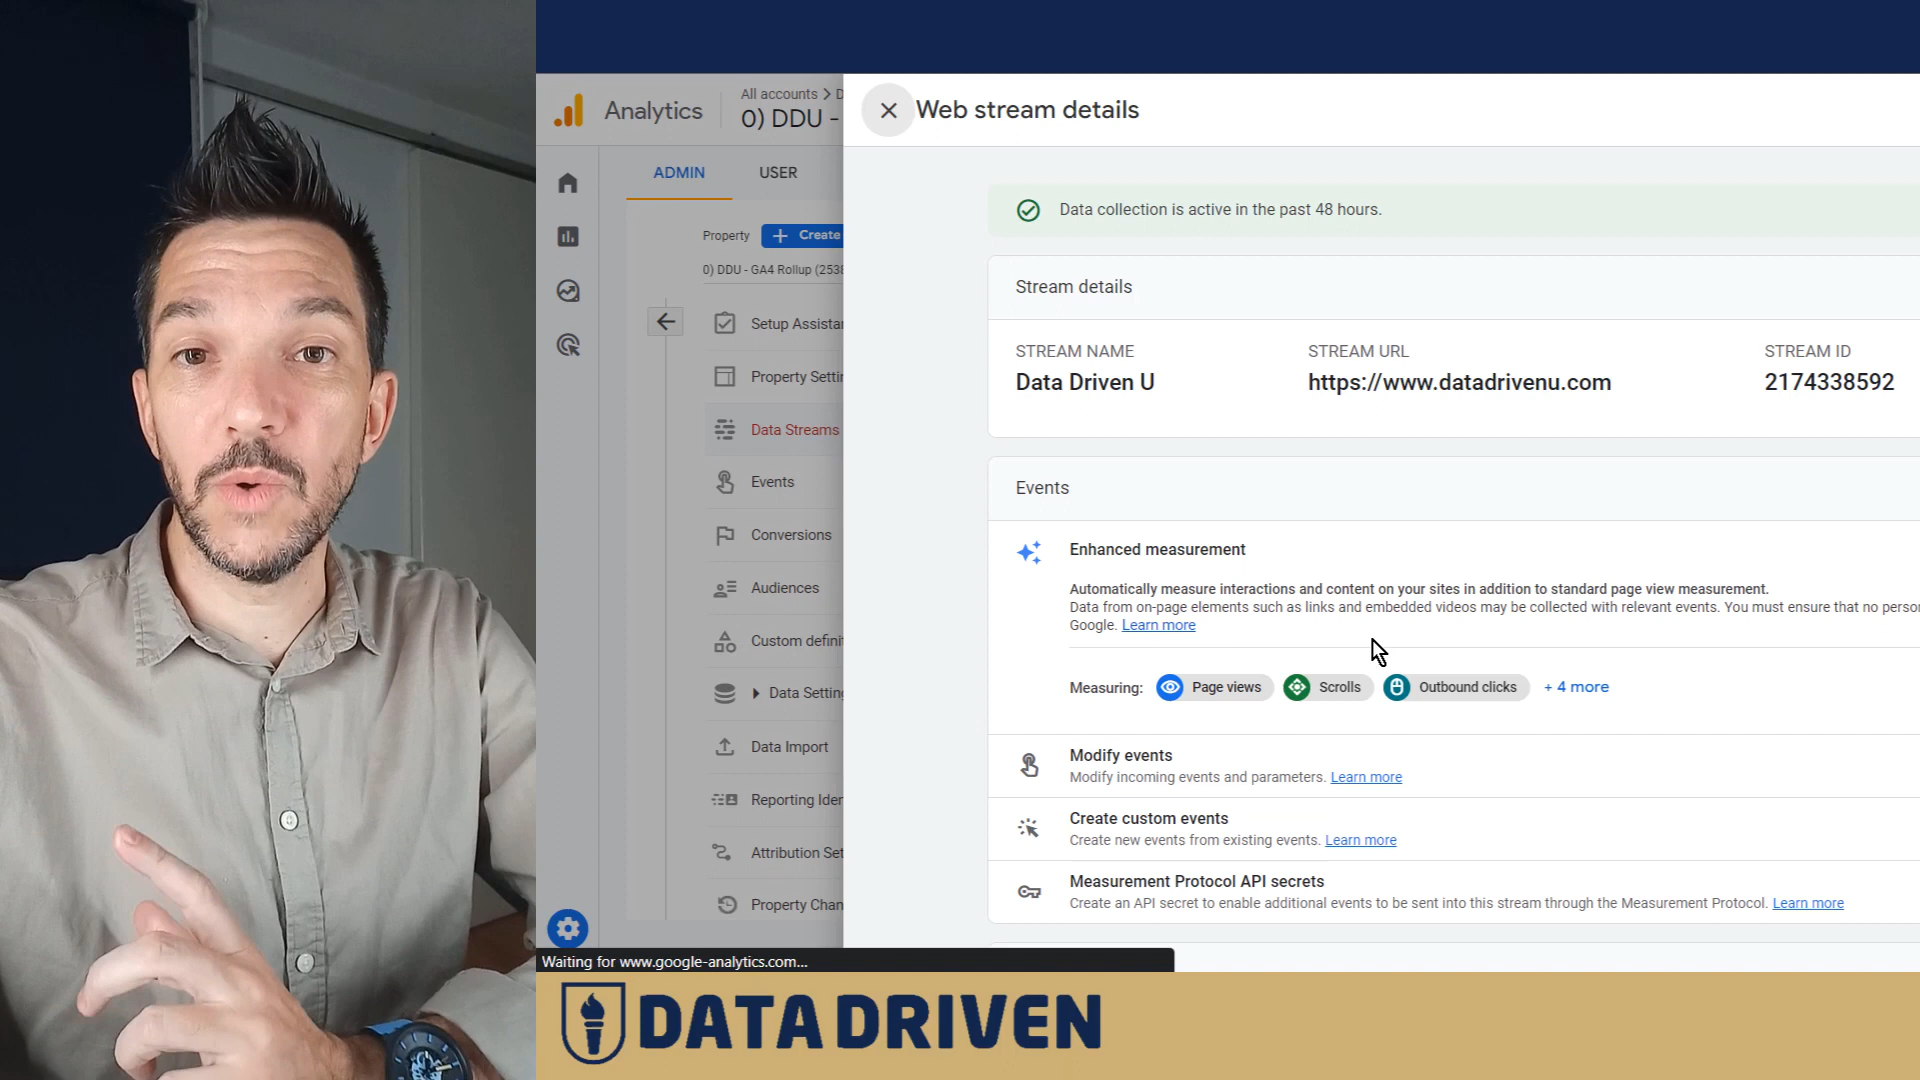 Analytics
All accounts > D
0) DDU -
Web stream details
ADMIN
USER
Property
+ Create
0) DDU - GA4 Rollup (2538
Setup Assista
Property Setti
Data Streams
Events
Conversions
Audiences
Custom defini
Data Setting
Data Import
Reporting Iden
Attribution Set
Property Chan
Data collection is active in the past 48 hours.
Stream details
STREAM NAME
Data Driven U
STREAM URL
https://www.datadrivenu.com
STREAM ID
2174338592
Events
Enhanced measurement
Automatically measure interactions and content on your sites in addition to standard page view measurement.
Data from on-page elements such as links and embedded videos may be collected with relevant events. You must ensure that no perso
Google. Learn more
Measuring: Page views Scrolls Outbound clicks + 4 more
Modify events
Modify incoming events and parameters. Learn more
Create custom events
Create new events from existing events. Learn more
Measurement Protocol API secrets
Create an API secret to enable additional events to be sent into this stream through the Measurement Protocol. Learn more
Waiting for www.google-analytics.com...
DATA DRIVEN